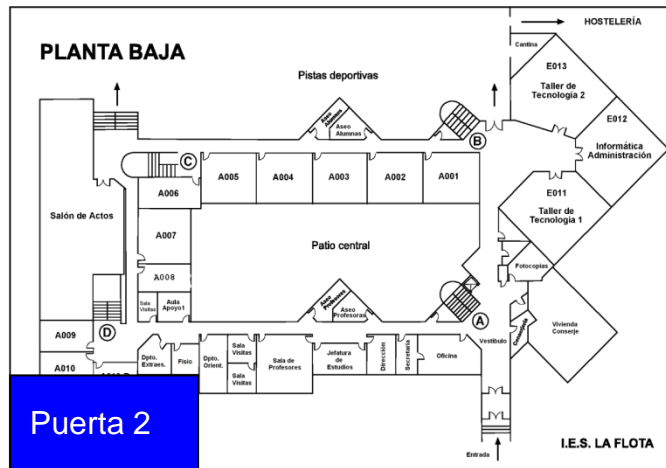 HOSTELERÍA
PLANTA BAJA
Cantina
Pistas deportivas
E013
Taller de
Tecnología 2
Aseo
Alumnos
Aseo
Alumnas
E012
Informática
Administración
B
C
A006
A005
A004
A003
A002
A001
E011
Taller de
Tecnología 1
Salón de Actos
A007
Patio central
A008
Fotocopias
Sala
Visitas
Aula
Apoyo1
Aseo
Profesores
Aseo
Profesoras
A009
D
A
Vestíbulo
Conserjería
Vivienda
Conserje
A010
Dpto.
Extraes.
Fisio
Dpto.
Orient.
Sala
Visitas
Sala
Visitas
Sala de
Profesores
Jefatura de
Estudios
Dirección
Secretaría
Oficina
Puerta 2
Entrada
I.E.S. LA FLOTA